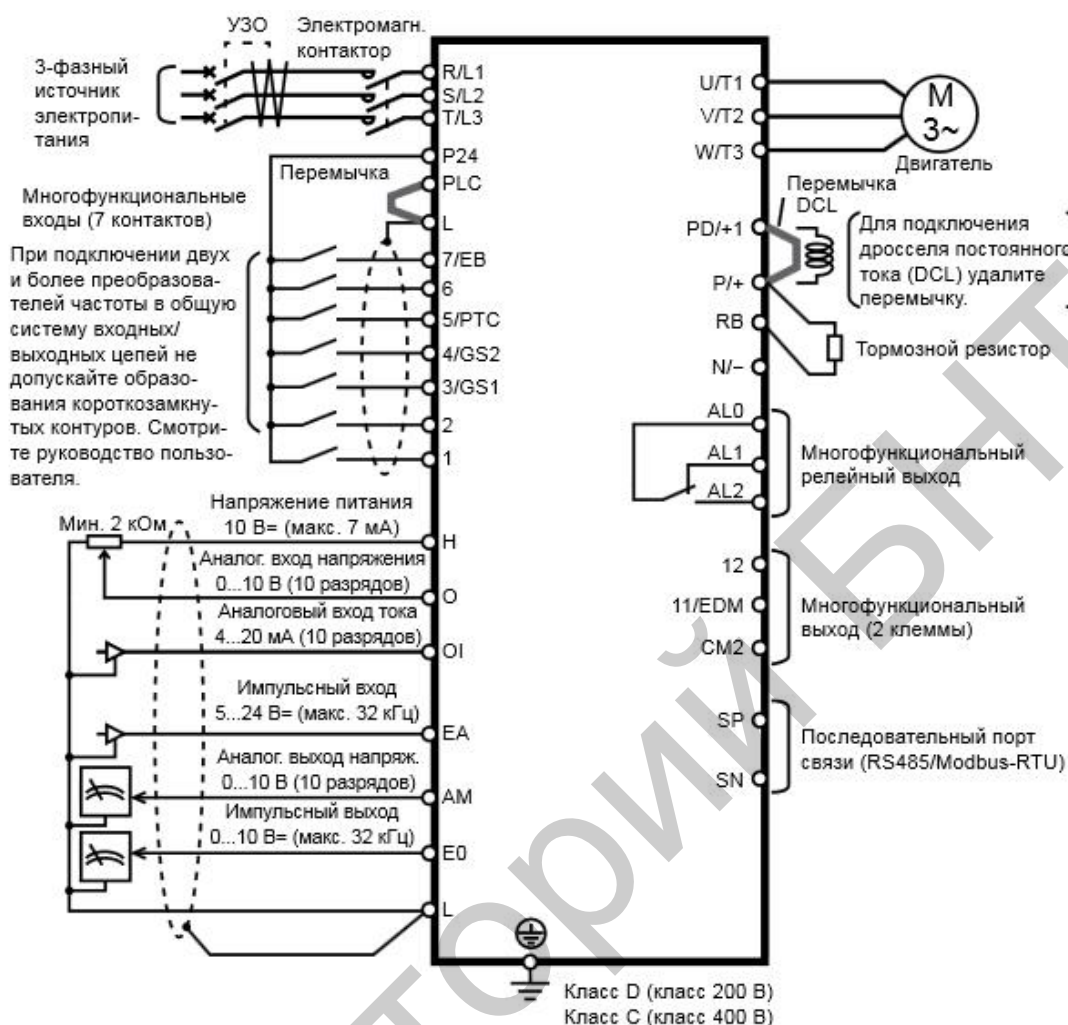 УЗО
Электромагн.
контактор
3-фазный
источник
электропи-
тания
R/L1
S/L2
T/L3
P24
Перемычка
PLC
Многофункциональные
входы (7 контактов)
L
При подключении двух
и более преобразова-
телей частоты в общую
систему входных/
выходных цепей не
допускайте образо-
вания короткозамкну-
тых контуров. Смотри-
те руководство пользо-
вателя.
7/EB
6
5/PTC
4/GS2
3/GS1
2
1
Напряжение питания
10 В= (макс. 7 мА)
Мин. 2 кОм
H
Аналог. вход напряжения
0...10 В (10 разрядов)
O
Аналоговый вход тока
4...20 мА (10 разрядов)
OI
Импульсный вход
5...24 В= (макс. 32 кГц)
EA
Аналог. выход напряж.
0...10 В (10 разрядов)
AM
Импульсный выход
0...10 В= (макс. 32 кГц)
E0
L
U/T1
V/T2
W/T3
M
3~
Двигатель
Перемычка
DCL
PD/+1
P/+
Для подключения
дросселя постоянного
тока (DCL) удалите
перемычку.
RB
N/−
Тормозной резистор
AL0
AL1
AL2
Многофункциональный
релейный выход
12
11/EDM
CM2
Многофункциональный
выход (2 клеммы)
SP
SN
Последовательный порт
связи (RS485/Modbus-RTU)
Класс D (класс 200 В)
Класс C (класс 400 В)
торий БНТ